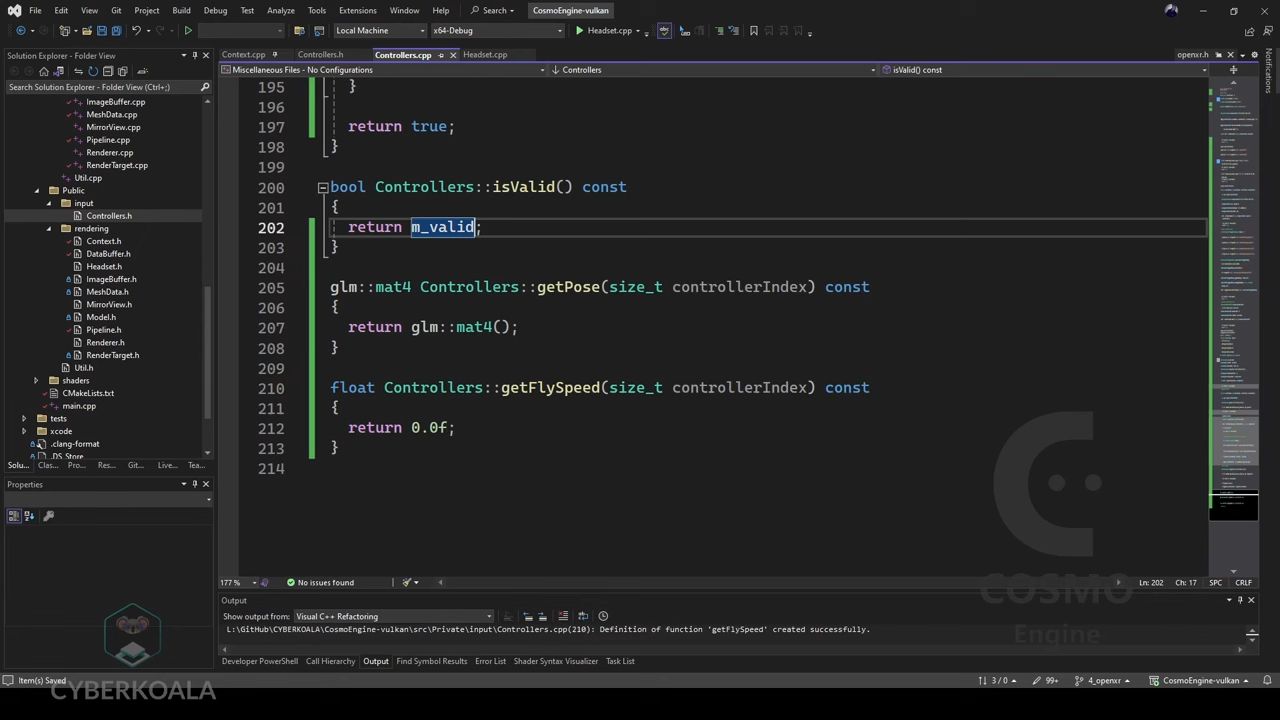 File Edit View Git Project Build Debug Test Analyze Tools Extensions Window Help Search CosmoEngine-vulkan
Local Machine x64-Debug Headset.cpp
Solution Explorer - Folder View
Search Solution Explorer - Folder View (Ctrl+;)
ImageBuffer.cpp
MeshData.cpp
MirrorView.cpp
Pipeline.cpp
Renderer.cpp
RenderTarget.cpp
Util.cpp
Public
input
Controllers.h
rendering
Context.h
DataBuffer.h
Headset.h
ImageBuffer.h
MeshData.h
MirrorView.h
Model.h
Pipeline.h
Renderer.h
RenderTarget.h
Util.h
shaders
CMakeLists.txt
main.cpp
tests
xcode
.clang-format
.DS_Store
Solu... Clas... Pro... Res... Git... Live... Tea...
Properties
Context.cpp Controllers.h Controllers.cpp Headset.cpp openxr.h
Miscellaneous Files - No Configurations Controllers isValid() const
195 }
196
197 return true;
198 }
199
200 bool Controllers::isValid() const
201 {
202 return m_valid;
203 }
204
205 glm::mat4 Controllers::getPose(size_t controllerIndex) const
206 {
207 return glm::mat4();
208 }
209
210 float Controllers::getFlySpeed(size_t controllerIndex) const
211 {
212 return 0.0f;
213 }
214
Notifications
COSMO
Engine
177 % No issues found Ln: 202 Ch: 17 SPC CRLF
Output
Show output from: Visual C++ Refactoring
L:\GitHub\CYBERKOALA\CosmoEngine-vulkan\src\Private\input\Controllers.cpp(210): Definition of function 'getFlySpeed' created successfully.
Developer PowerShell Call Hierarchy Output Find Symbol Results Error List Shader Syntax Visualizer Task List
Item(s) Saved 3 / 0 99+ 4_openxr CosmoEngine-vulkan
CYBERKOALA